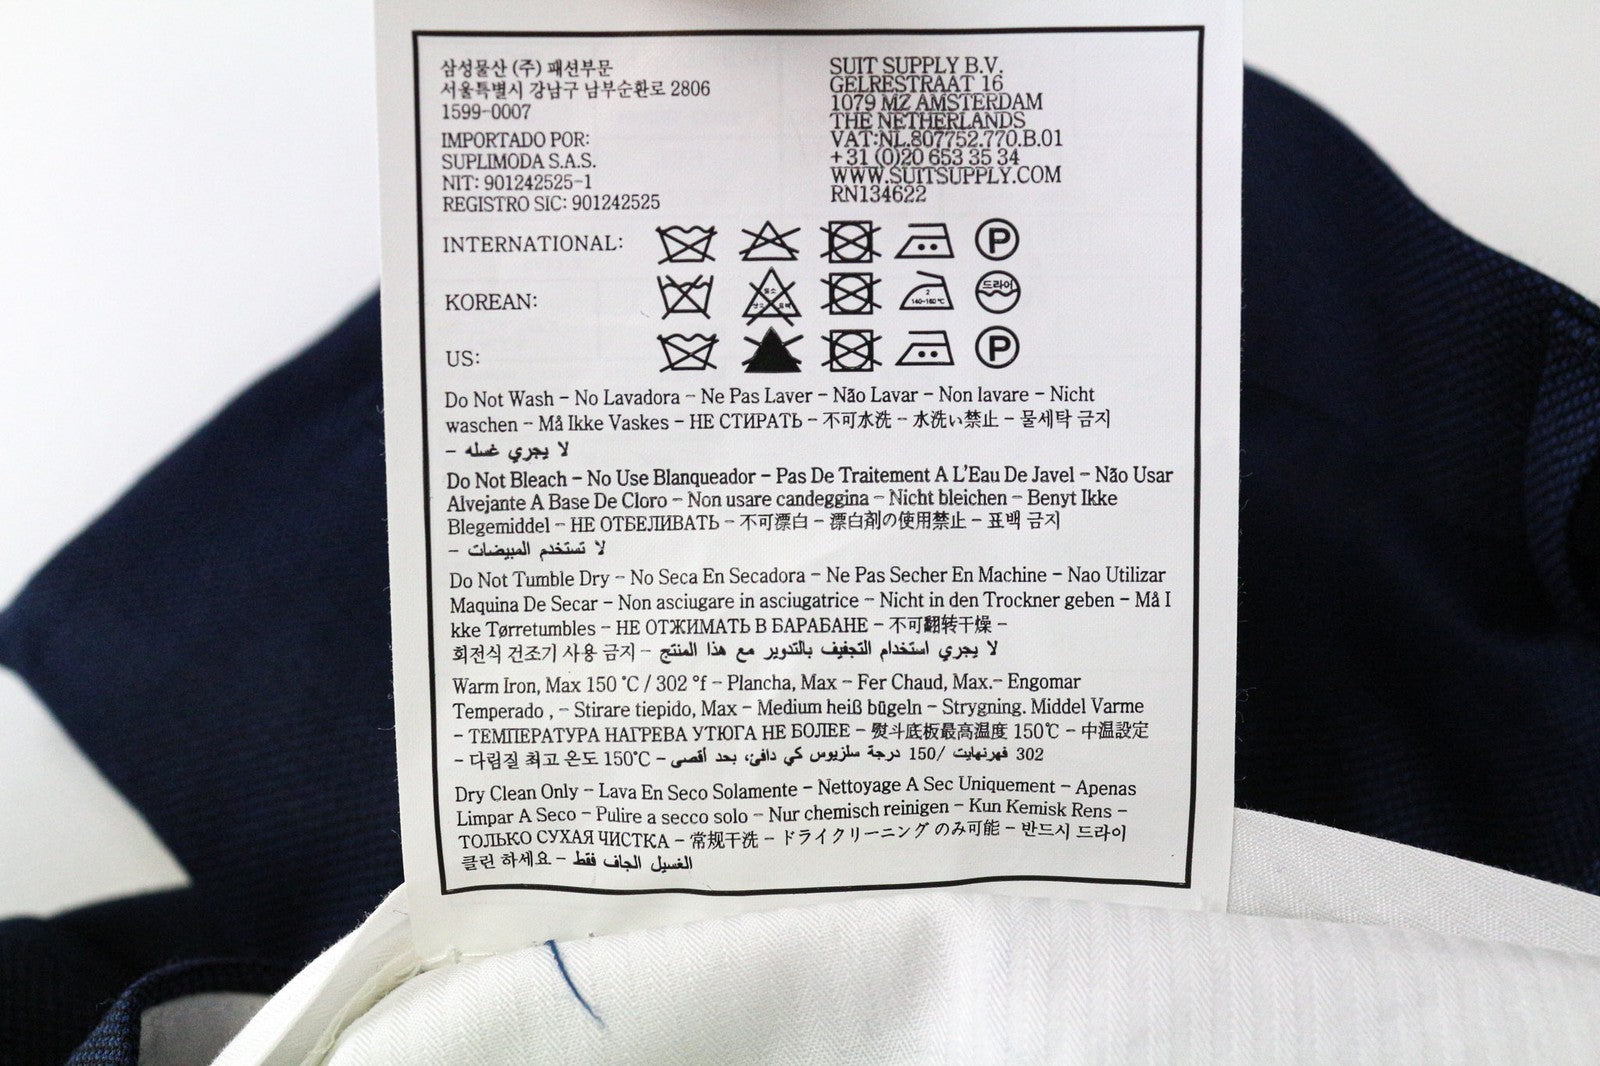 삼성물산 (주) 패션부문
서울특별시 강남구 남부순환로 2806
1599-0007
IMPORTADO POR:
SUPLIMODA S.A.S.
NIT: 901242525-1
REGISTRO SIC: 901242525
SUIT SUPPLY B.V.
GELRESTRAAT 16
1079 MZ AMSTERDAM
THE NETHERLANDS
VAT:NL.807752.770.B.01
+31 (0)20 653 35 34
WWW.SUITSUPPLY.COM
RN134622
INTERNATIONAL:
P
KOREAN:
2
140~160 ℃
드라이
US:
P
Do Not Wash - No Lavadora - Ne Pas Laver - Não Lavar - Non lavare - Nicht
waschen - Må Ikke Vaskes - НЕ СТИРАТЬ - 不可水洗 - 水洗い禁止 - 물세탁 금지
- لا يجري غسله
Do Not Bleach - No Use Blanqueador - Pas De Traitement A L'Eau De Javel - Não Usar
Alvejante A Base De Cloro - Non usare candeggina - Nicht bleichen - Benyt Ikke
Blegemiddel - НЕ ОТБЕЛИВАТЬ - 不可漂白 - 漂白剤の使用禁止 - 표백 금지
- لا تستخدم المبيضات
Do Not Tumble Dry - No Seca En Secadora - Ne Pas Secher En Machine - Nao Utilizar
Maquina De Secar - Non asciugare in asciugatrice - Nicht in den Trockner geben - Må I
kke Tørretumbles - НЕ ОТЖИМАТЬ В БАРАБАНЕ - 不可翻转干燥 -
회전식 건조기 사용 금지 - لا يجري استخدام التجفيف بالتدوير مع هذا المنتج
Warm Iron, Max 150 ℃ / 302 °f - Plancha, Max - Fer Chaud, Max.- Engomar
Temperado , - Stirare tiepido, Max - Medium heiß bügeln - Strygning. Middel Varme
- ТЕМПЕРАТУРА НАГРЕВА УТЮГА НЕ БОЛЕЕ - 熨斗底板最高温度 150℃ - 中温設定
- 다림질 최고 온도 150℃ - 302 فهرنهايت /150 درجة سلزيوس كي دافئ، بحد أقصى
Dry Clean Only - Lava En Seco Solamente - Nettoyage A Sec Uniquement - Apenas
Limpar A Seco - Pulire a secco solo - Nur chemisch reinigen - Kun Kemisk Rens -
ТОЛЬКО СУХАЯ ЧИСТКА - 常规干洗 - ドライクリーニングのみ可能 - 반드시 드라이
클린 하세요 - الغسيل الجاف فقط